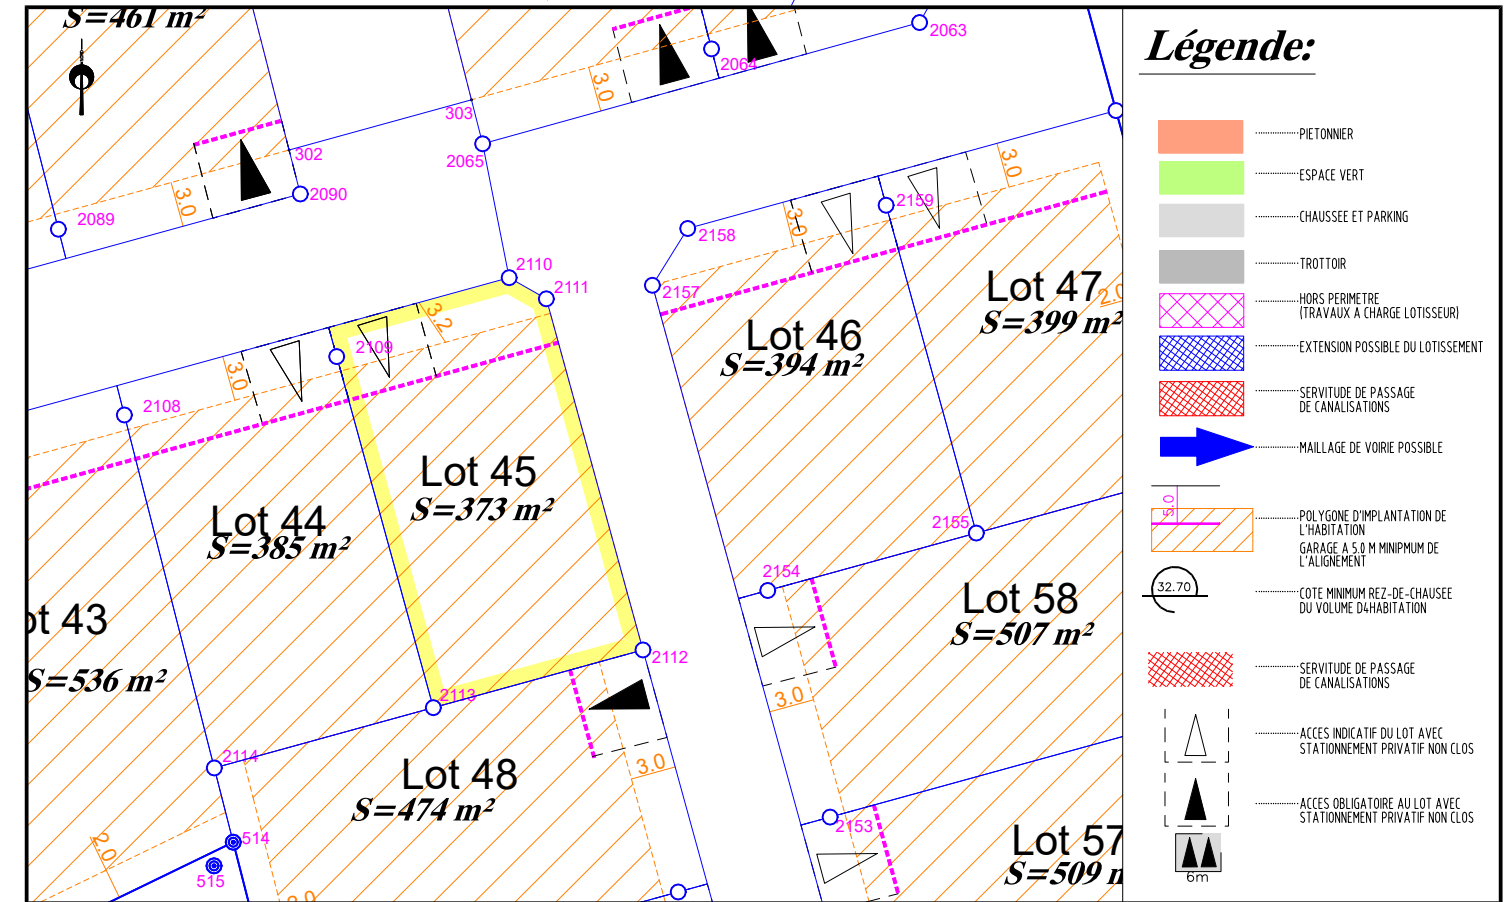 S=461 m²
2063
2064
3.0
303
302
2065
2090
3.0
2089
3.0
2159
3.0
2158
2110
2111
2157
Lot 47
2.0
S=399 m²
3.2
Lot 46
S=394 m²
2109
3.0
2108
Lot 45
S=373 m²
Lot 44
S=385 m²
2155
2154
Lot 58
S=507 m²
ot 43
S=536 m²
2112
2113
3.0
2114
3.0
Lot 48
S=474 m²
2153
514
2.0
515
Lot 57
S=509 m
Légende:
PIETONNIER
ESPACE VERT
CHAUSSEE ET PARKING
TROTTOIR
HORS PERIMETRE
(TRAVAUX A CHARGE LOTISSEUR)
EXTENSION POSSIBLE DU LOTISSEMENT
SERVITUDE DE PASSAGE
DE CANALISATIONS
MAILLAGE DE VOIRIE POSSIBLE
5.0
POLYGONE D'IMPLANTATION DE
L'HABITATION
GARAGE A 5.0 M MINIPMUM DE
L'ALIGNEMENT
32.70
COTE MINIMUM REZ-DE-CHAUSEE
DU VOLUME D4HABITATION
SERVITUDE DE PASSAGE
DE CANALISATIONS
ACCES INDICATIF DU LOT AVEC
STATIONNEMENT PRIVATIF NON CLOS
ACCES OBLIGATOIRE AU LOT AVEC
STATIONNEMENT PRIVATIF NON CLOS
6m